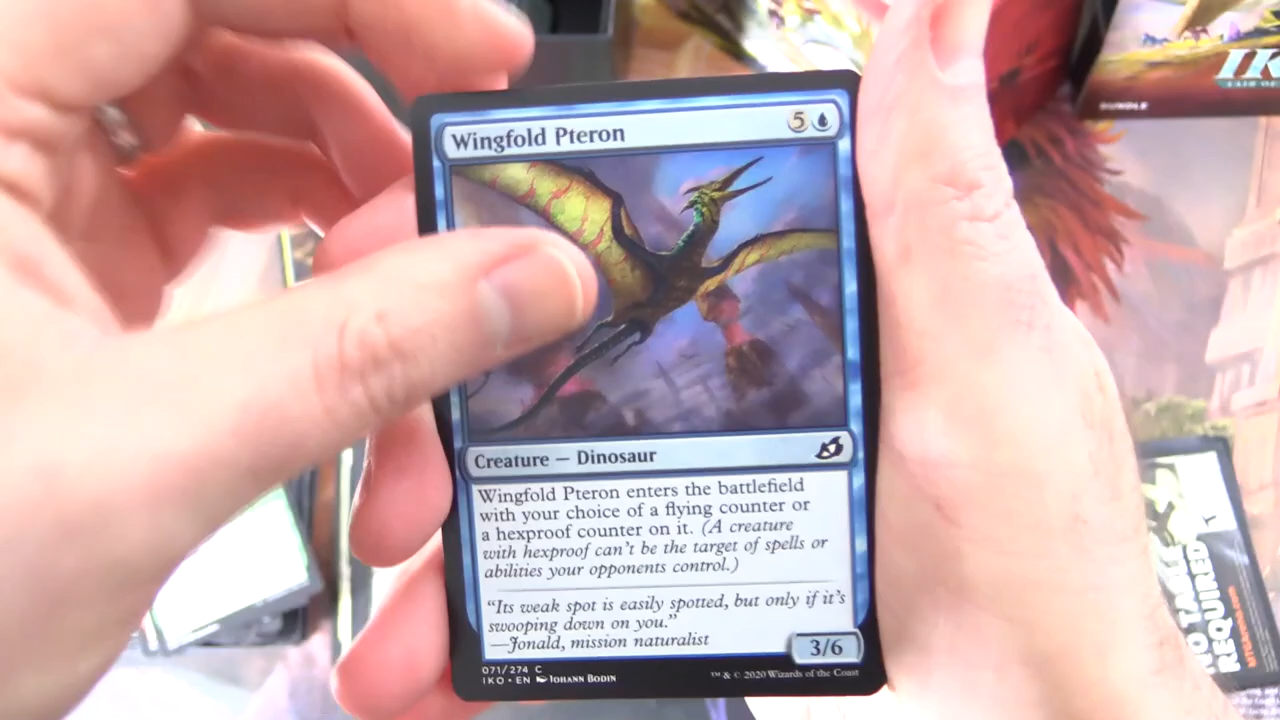 Wingfold Pteron
5
Creature — Dinosaur
Wingfold Pteron enters the battlefield
with your choice of a flying counter or
a hexproof counter on it. (A creature
with hexproof can't be the target of spells or
abilities your opponents control.)
"Its weak spot is easily spotted, but only if it's
swooping down on you."
—Jonald, mission naturalist
3/6
071/274 C
IKO • EN JOHANN BODIN
™ & © 2020 Wizards of the Coast
IK
BUNDLE
TABLE
REQUIRED